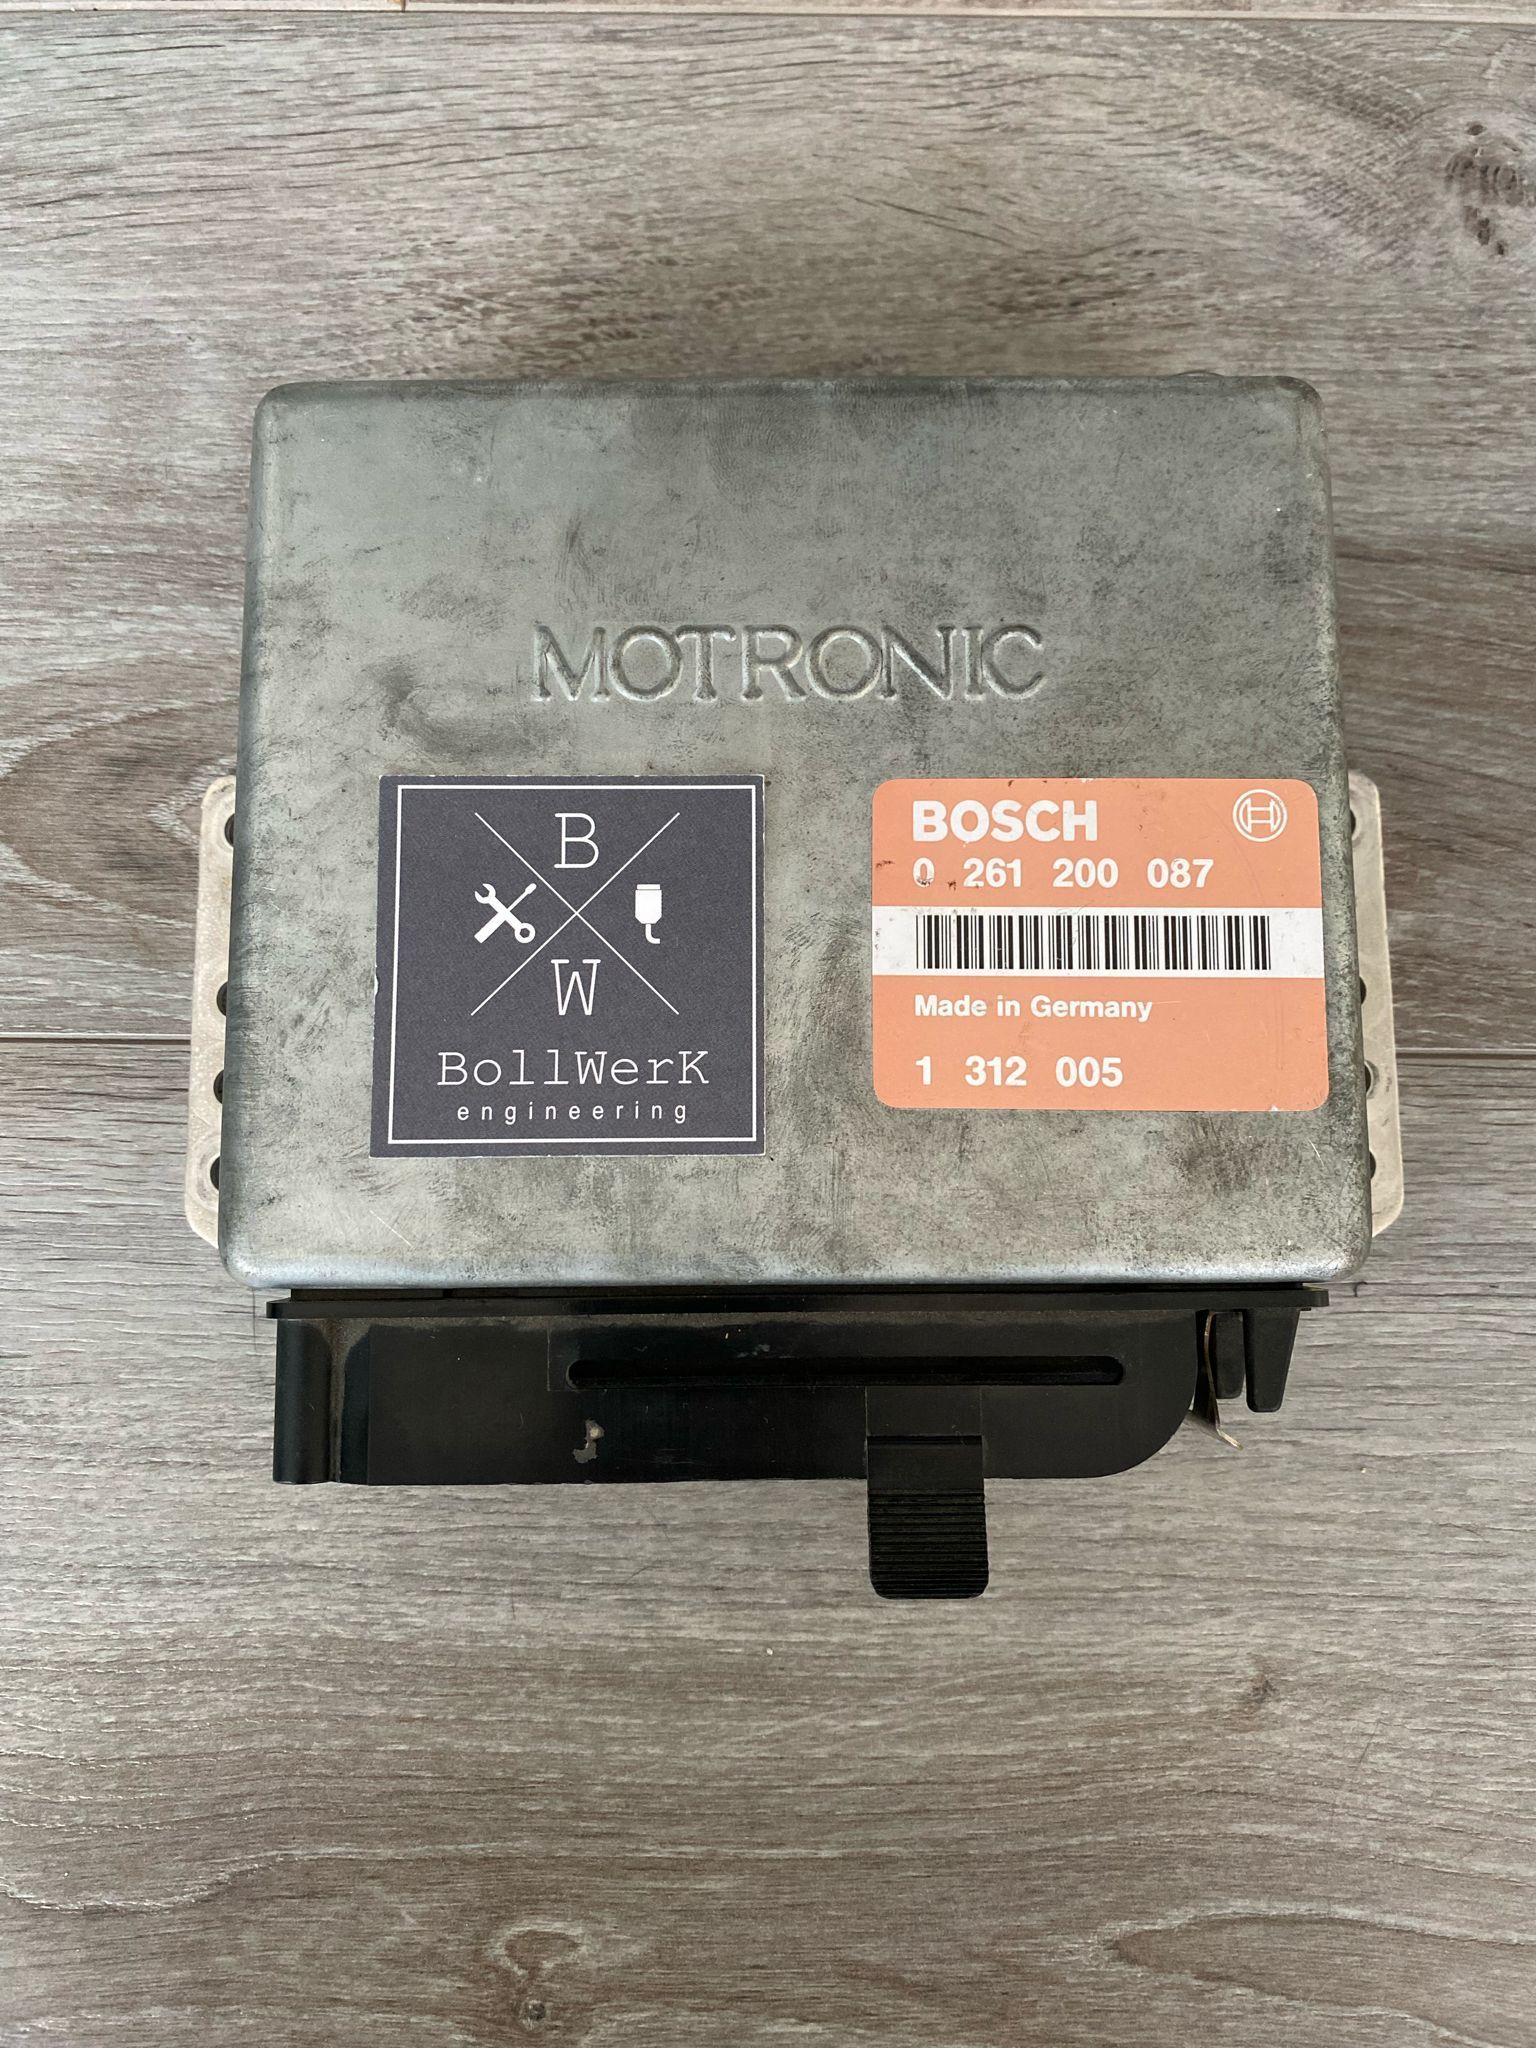 MOTRONIC
B
W
BollWerK
engineering
BOSCH
0 261 200 087
Made in Germany
1 312 005